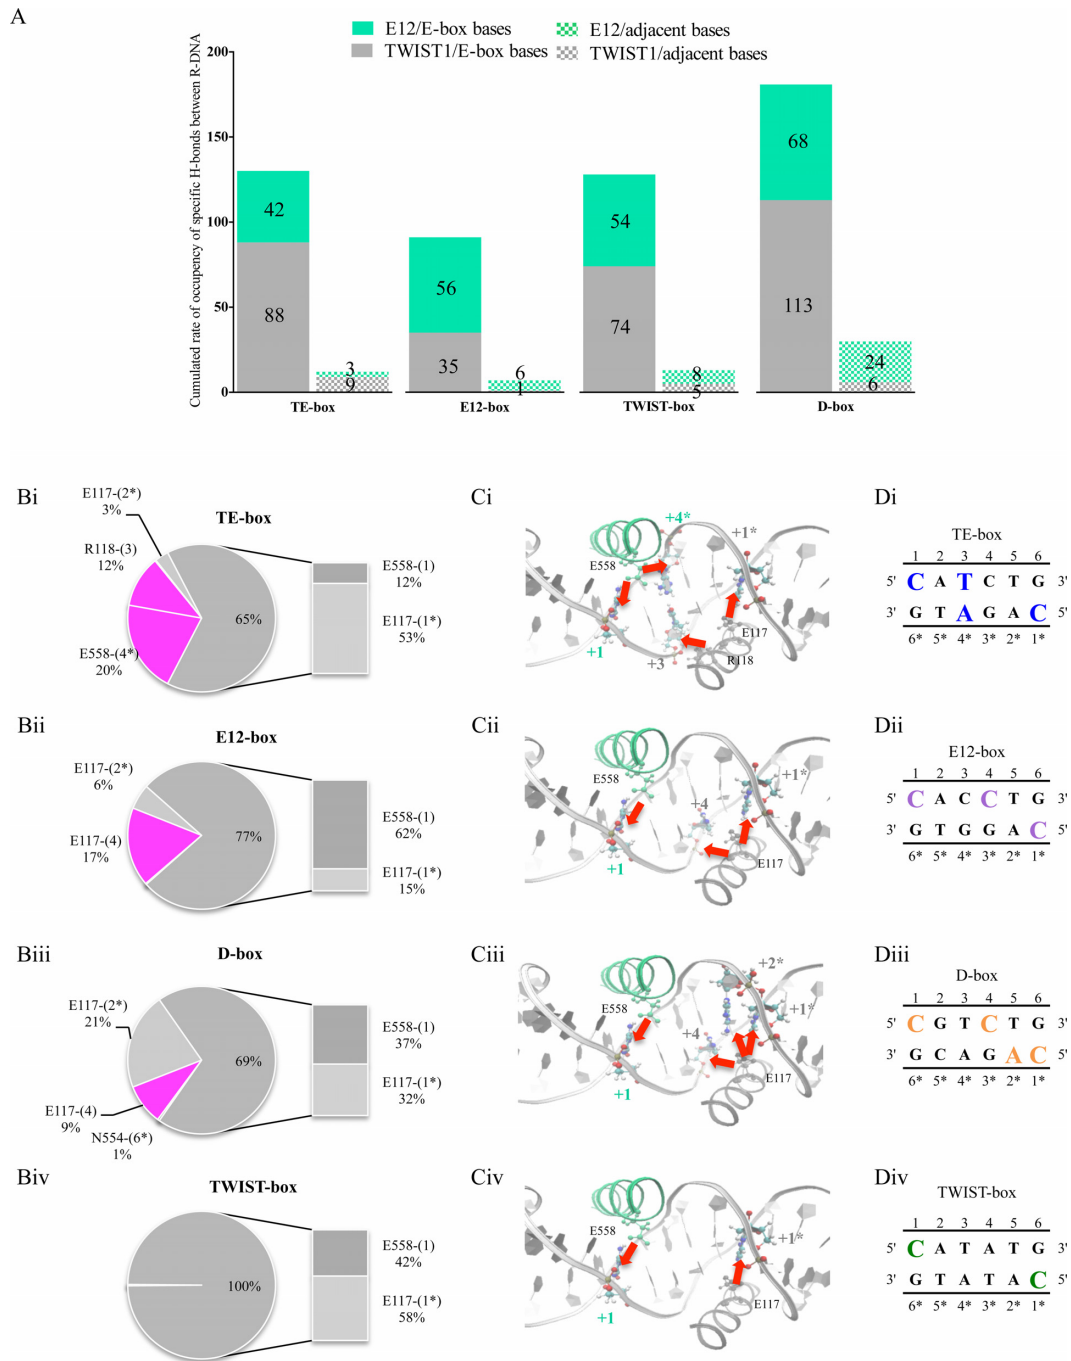 A
E12/E-box bases
E12/adjacent bases
TWIST1/E-box bases
TWIST1/adjacent bases
Cumulated rate of occupency of specific H-bonds between R-DNA
200
150
100
50
0
42
88
3
9
56
35
6
1
54
74
8
5
68
113
24
6
TE-box
E12-box
TWIST-box
D-box
Bi
TE-box
E117-(2*)
3%
R118-(3)
12%
E558-(4*)
20%
65%
E558-(1)
12%
E117-(1*)
53%
Ci
+4*
+1*
E558
E117
R118
+3
+1
Di
TE-box
1 2 3 4 5 6
5' C A T C T G 3'
3' G T A G A C 5'
6* 5* 4* 3* 2* 1*
Bii
E12-box
E117-(2*)
6%
E117-(4)
17%
77%
E558-(1)
62%
E117-(1*)
15%
Cii
E558
+1*
+4
E117
+1
Dii
E12-box
1 2 3 4 5 6
5' C A C C T G 3'
3' G T G G A C 5'
6* 5* 4* 3* 2* 1*
Biii
D-box
E117-(2*)
21%
69%
E117-(4)
9%
N554-(6*)
1%
E558-(1)
37%
E117-(1*)
32%
Ciii
+2*
E558
+1*
+4
E117
+1
Diii
D-box
1 2 3 4 5 6
5' C G T C T G 3'
3' G C A G A C 5'
6* 5* 4* 3* 2* 1*
Biv
TWIST-box
100%
E558-(1)
42%
E117-(1*)
58%
Civ
E558
+1*
E117
+1
Div
TWIST-box
1 2 3 4 5 6
5' C A T A T G 3'
3' G T A T A C 5'
6* 5* 4* 3* 2* 1*